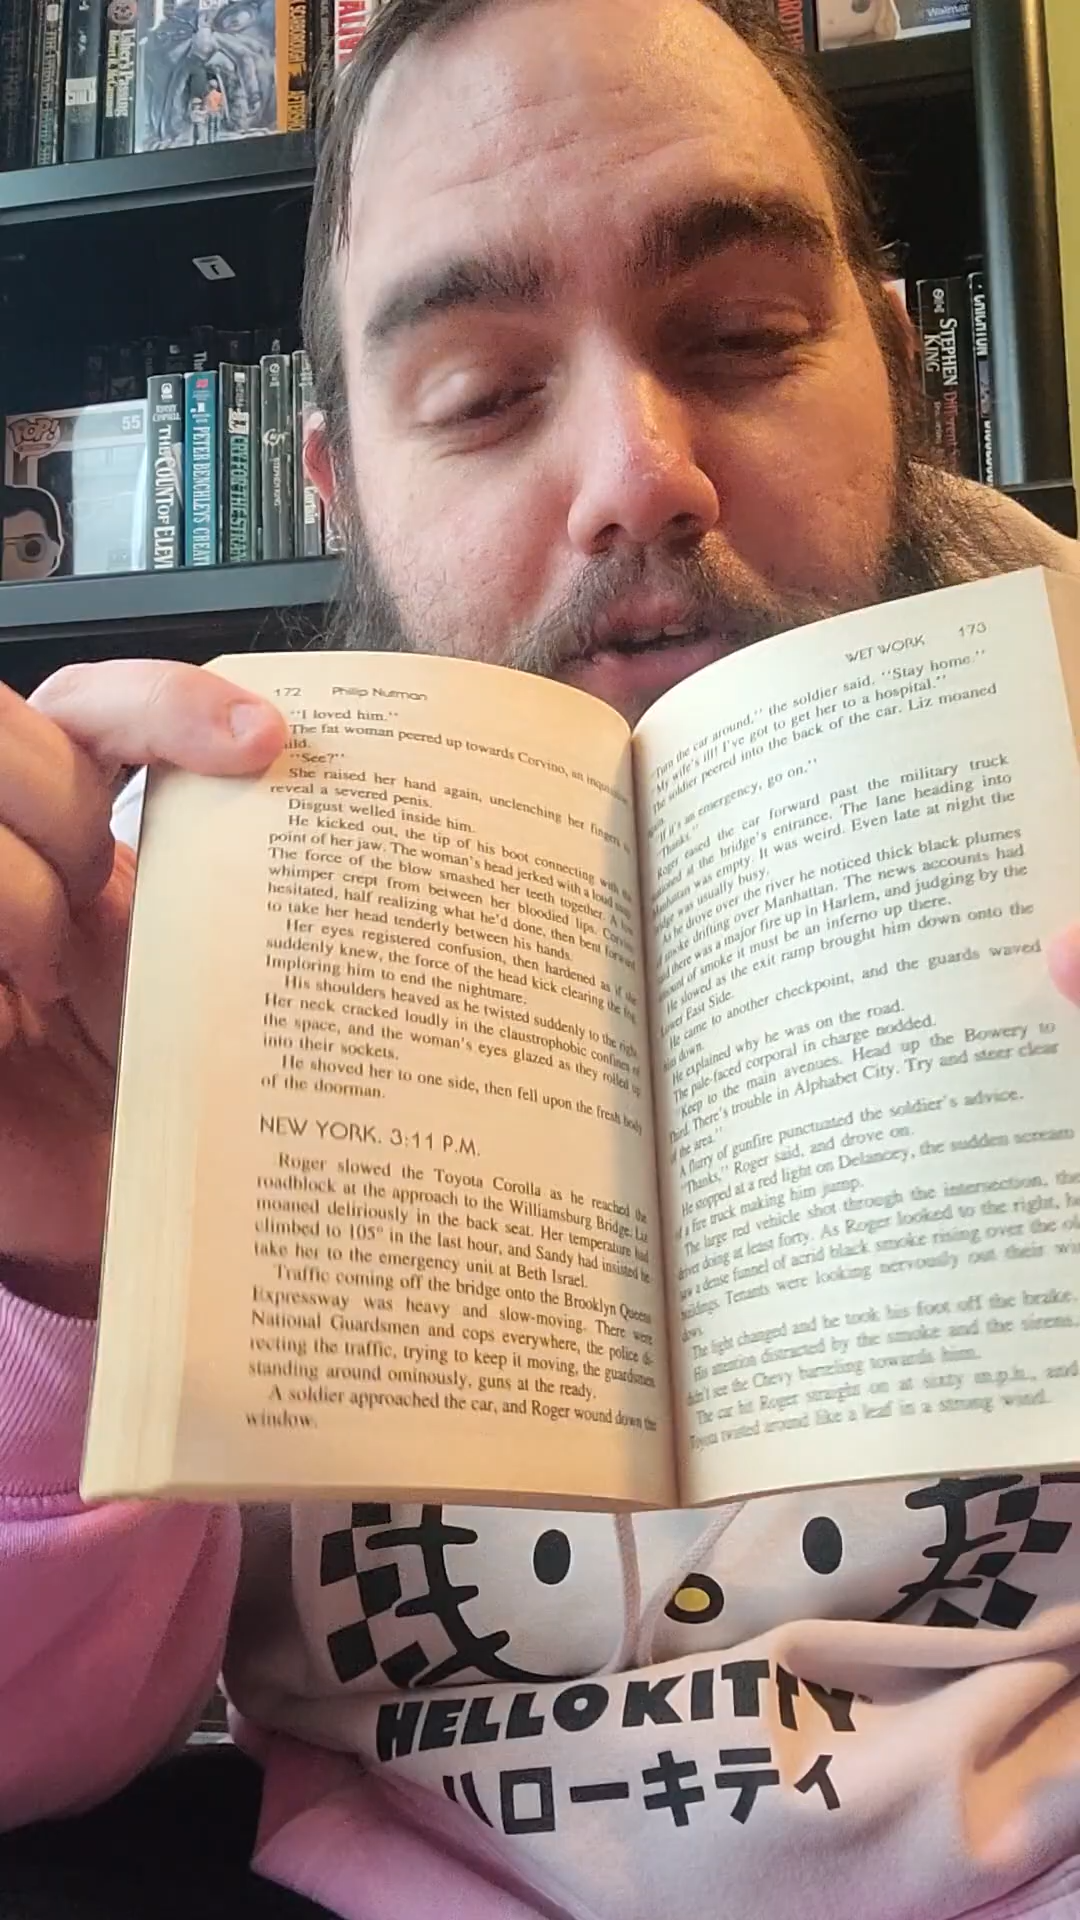 Walmart
STEPHEN
KING
55
POP!
THE COUNT OF ELEV
PETER BENCHLEY'S CREAT
CRY FOR THE STRAN
172 Philip Nutman
"I loved him."
The fat woman peered up towards Corvino, an
ild.
"See?"
She raised her hand again, unclenching her fingers
reveal a severed penis.
Disgust welled inside him.
He kicked out, the tip of his boot connecting with
point of her jaw. The woman's head jerked with a loud
The force of the blow smashed her teeth together. A
whimper crept from between her bloodied lips.
hesitated, half realizing what he'd done, then bent forward
to take her head tenderly between his hands.
Her eyes registered confusion, then hardened as if
suddenly knew, the force of the head kick clearing the
Imploring him to end the nightmare.
His shoulders heaved as he twisted suddenly to the right
Her neck cracked loudly in the claustrophobic confines of
the space, and the woman's eyes glazed as they rolled up
into their sockets.
He shoved her to one side, then fell upon the fresh body
of the doorman.
NEW YORK. 3:11 P.M.
Roger slowed the Toyota Corolla as he reached the
roadblock at the approach to the Williamsburg Bridge.
moaned deliriously in the back seat. Her temperature had
climbed to 105° in the last hour, and Sandy had insisted he
take her to the emergency unit at Beth Israel.
Traffic coming off the bridge onto the Brooklyn Queens
Expressway was heavy and slow-moving. There were
National Guardsmen and cops everywhere, the police di-
recting the traffic, trying to keep it moving, the guardsmen
standing around ominously, guns at the ready.
A soldier approached the car, and Roger wound down the
window.
WET WORK 173
"Turn the car around," the soldier said. "Stay home."
"My wife's ill! I've got to get her to a hospital."
The soldier peered into the back of the car. Liz moaned
"If it's an emergency, go on."
"Thanks."
Roger eased the car forward past the military truck
at the bridge's entrance. The lane heading into
Manhattan was empty. It was weird. Even late at night the
bridge was usually busy.
As he drove over the river he noticed thick black plumes
of smoke drifting over Manhattan. The news accounts had
said there was a major fire up in Harlem, and judging by the
amount of smoke it must be an inferno up there.
He slowed as the exit ramp brought him down onto the
Lower East Side.
He came to another checkpoint, and the guards waved
him down.
He explained why he was on the road.
The pale-faced corporal in charge nodded.
"Keep to the main avenues. Head up the Bowery to
Third. There's trouble in Alphabet City. Try and steer clear
of the area."
A flurry of gunfire punctuated the soldier's advice.
"Thanks," Roger said, and drove on.
He stopped at a red light on Delancey, the sudden scream
of a fire truck making him jump.
The large red vehicle shot through the intersection, the
driver doing at least forty. As Roger looked to the right, he
saw a dense funnel of acrid black smoke rising over the ol
buildings. Tenants were looking nervously out their wi
dows.
The light changed and he took his foot off the brake.
His attention distracted by the smoke and the sirens,
didn't see the Chevy barreling towards him.
The car hit Roger straight on at sixty m.p.h., and
Toyota twisted around like a leaf in a strong wind.
HELLO KITTY
ハローキティ